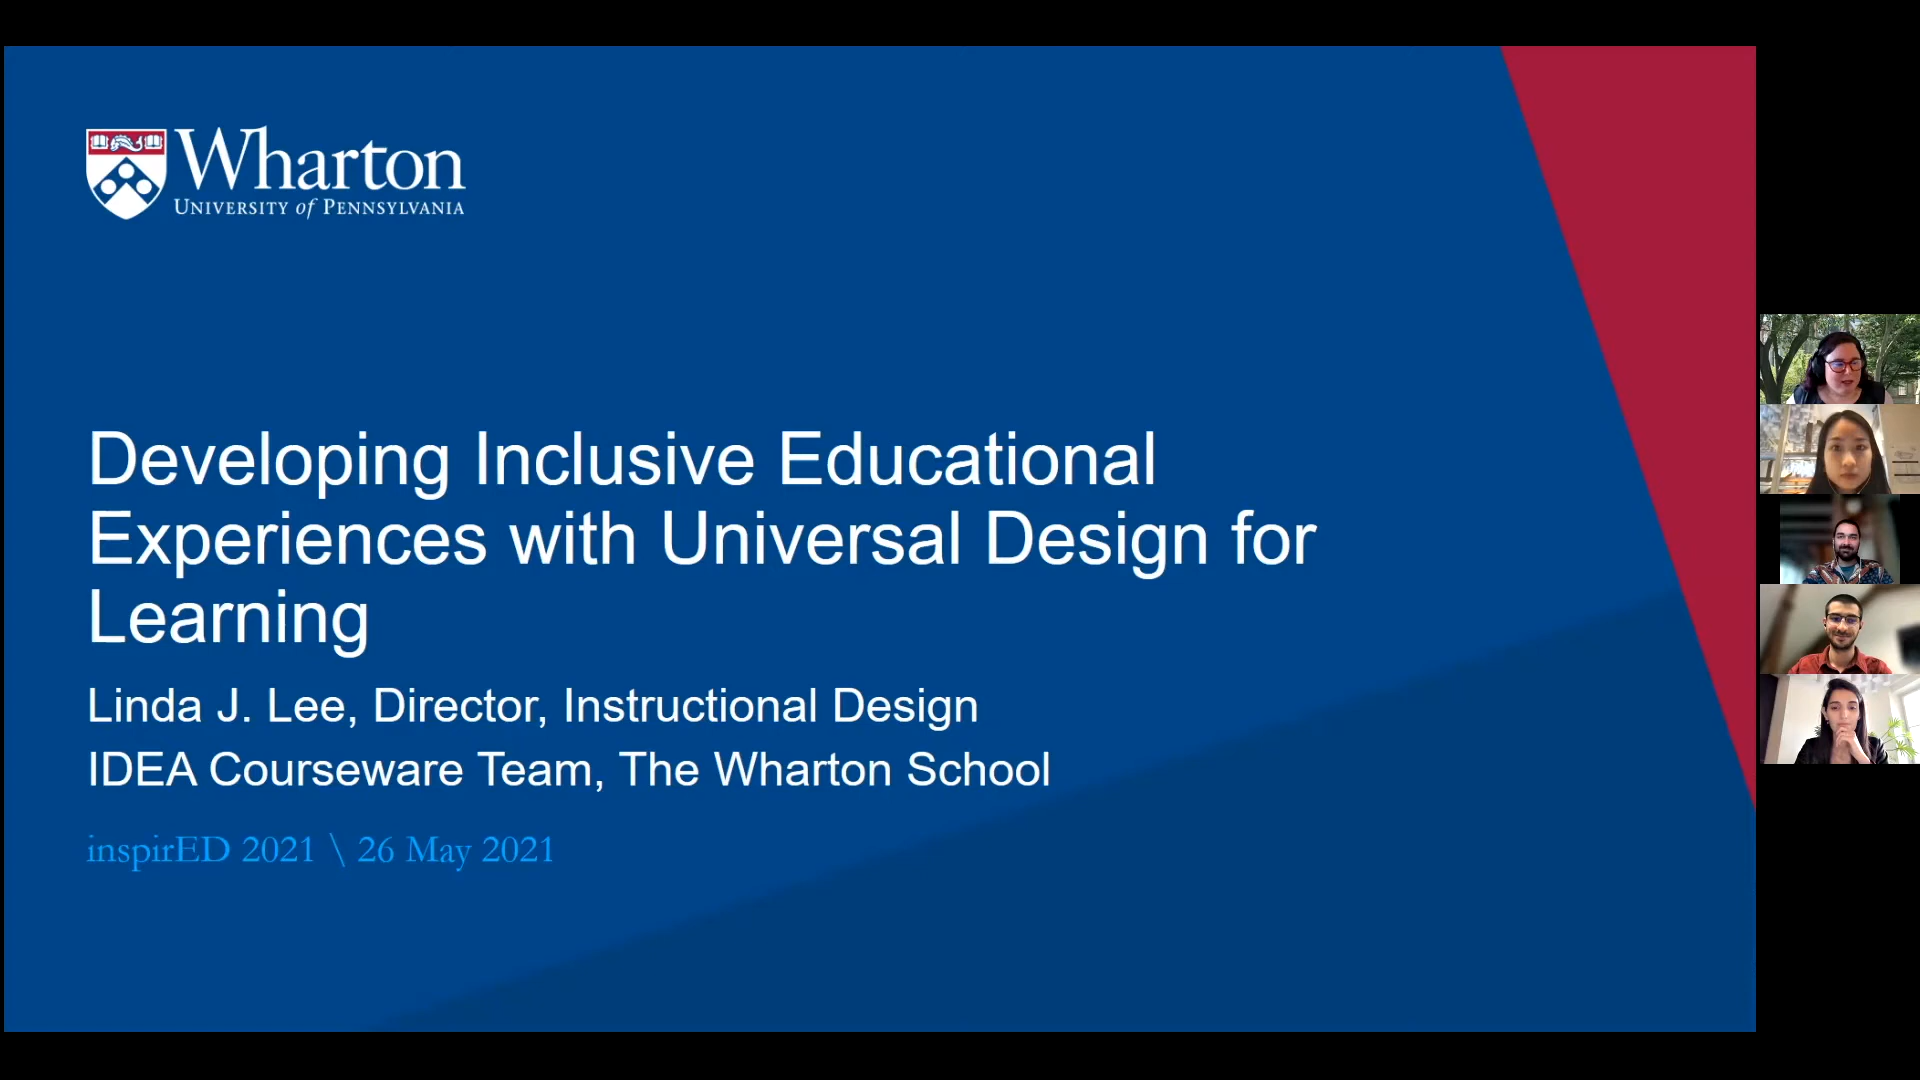 Wharton
UNIVERSITY of PENNSYLVANIA
Developing Inclusive Educational
Experiences with Universal Design for
Learning
Linda J. Lee, Director, Instructional Design
IDEA Courseware Team, The Wharton School
inspirED 2021 \ 26 May 2021